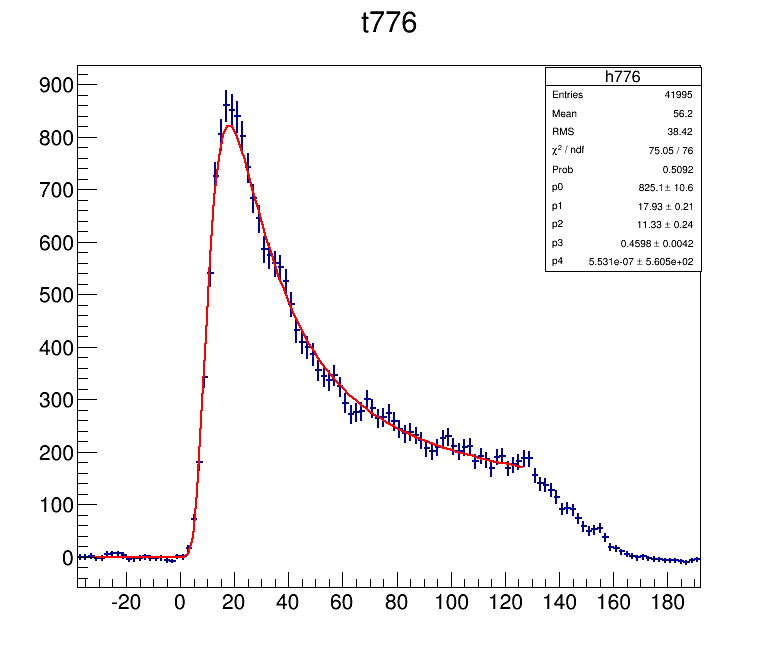 t776
h776
Entries 41995
Mean 56.2
RMS 38.42
χ² / ndf 75.05 / 76
Prob 0.5092
p0 825.1 ± 10.6
p1 17.93 ± 0.21
p2 11.33 ± 0.24
p3 0.4598 ± 0.0042
p4 5.531e-07 ± 5.605e+02
900
800
700
600
500
400
300
200
100
0
-20 0 20 40 60 80 100 120 140 160 180